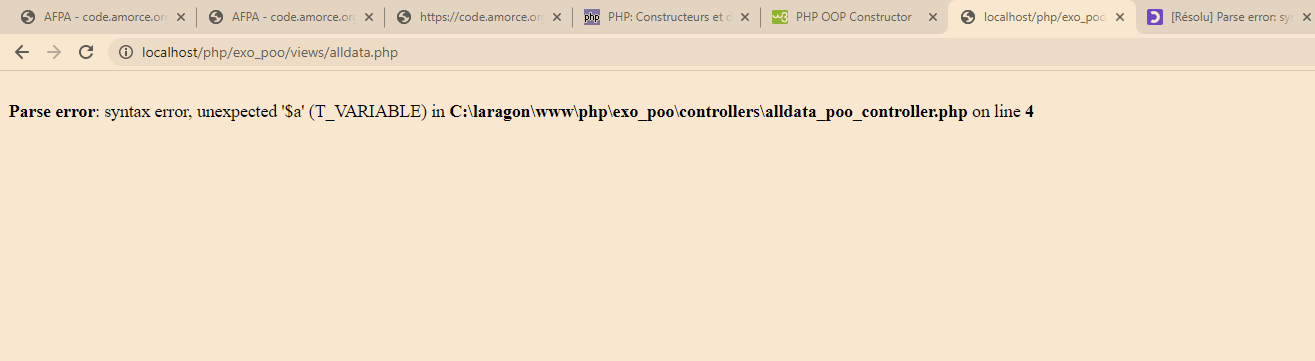 AFPA - code.amorce.or
AFPA - code.amorce.or
https://code.amorce.or
php PHP: Constructeurs et d
w3 PHP OOP Constructor
localhost/php/exo_poo
[Résolu] Parse error: sy
localhost/php/exo_poo/views/alldata.php
Parse error: syntax error, unexpected '$a' (T_VARIABLE) in C:\laragon\www\php\exo_poo\controllers\alldata_poo_controller.php on line 4